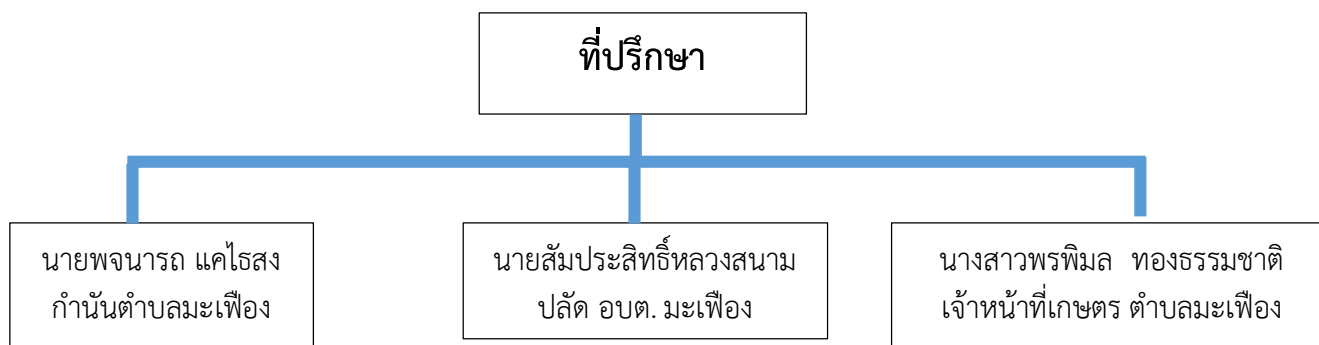 ที่ปรึกษา
นายพจนารถ แคไธสง
กำนันตำบลมะเฟือง
นายสัมประสิทธิ์หลวงสนาม
ปลัด อบต. มะเฟือง
นางสาวพรพิมล ทองธรรมชาติ
เจ้าหน้าที่เกษตร ตำบลมะเฟือง